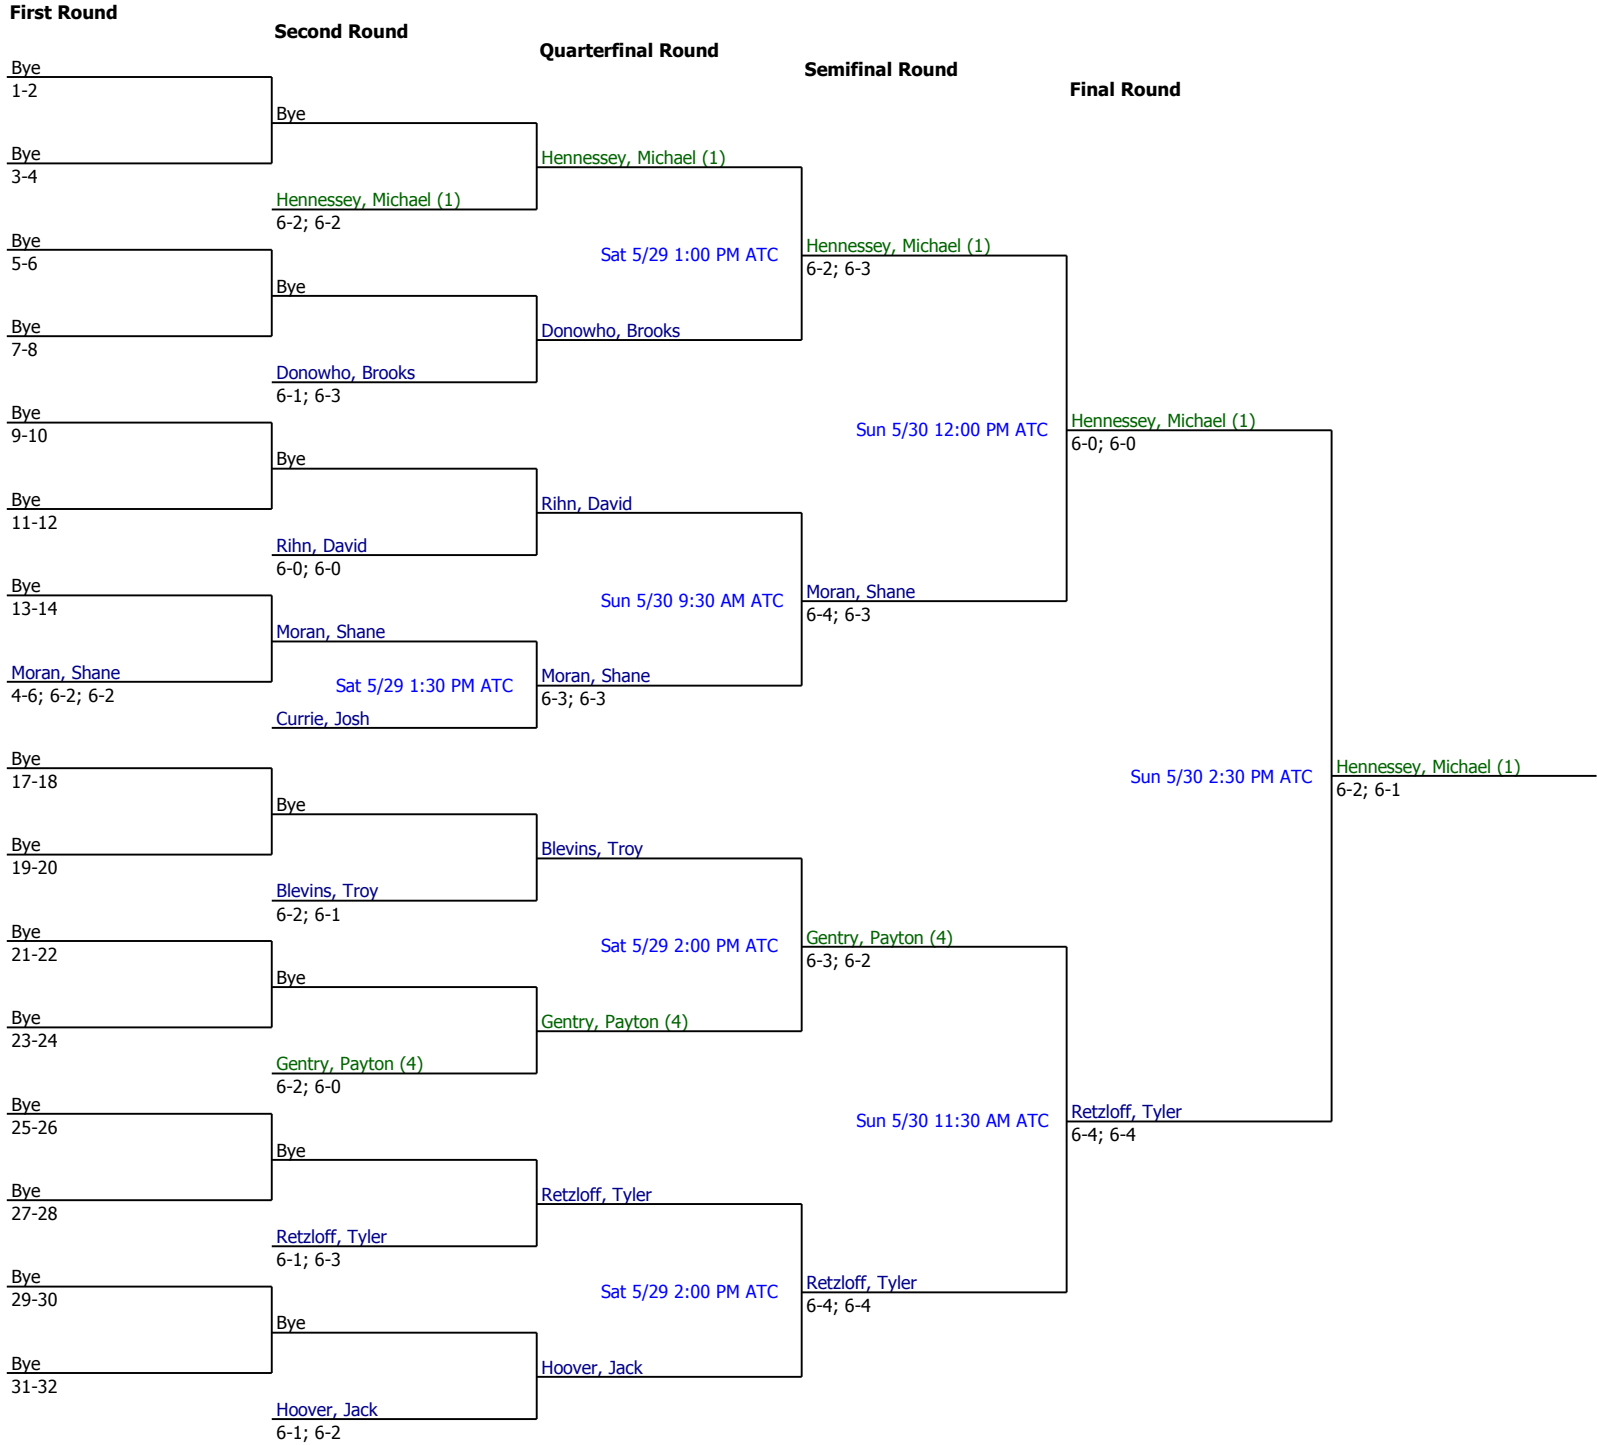 First Round
Second Round
Quarterfinal Round
Semifinal Round
Final Round
Bye
1-2
Bye
Bye
3-4
Hennessey, Michael (1)
Hennessey, Michael (1)
6-2; 6-2
Bye
5-6
Sat 5/29 1:00 PM ATC
Hennessey, Michael (1)
6-2; 6-3
Bye
Bye
7-8
Donowho, Brooks
Donowho, Brooks
6-1; 6-3
Bye
9-10
Sun 5/30 12:00 PM ATC
Hennessey, Michael (1)
6-0; 6-0
Bye
Bye
11-12
Rihn, David
Rihn, David
6-0; 6-0
Bye
13-14
Sun 5/30 9:30 AM ATC
Moran, Shane
6-4; 6-3
Moran, Shane
Moran, Shane
4-6; 6-2; 6-2
Sat 5/29 1:30 PM ATC
Moran, Shane
6-3; 6-3
Currie, Josh
Bye
17-18
Sun 5/30 2:30 PM ATC
Hennessey, Michael (1)
6-2; 6-1
Bye
Bye
19-20
Blevins, Troy
Blevins, Troy
6-2; 6-1
Bye
21-22
Sat 5/29 2:00 PM ATC
Gentry, Payton (4)
6-3; 6-2
Bye
Bye
23-24
Gentry, Payton (4)
Gentry, Payton (4)
6-2; 6-0
Bye
25-26
Sun 5/30 11:30 AM ATC
Retzloff, Tyler
6-4; 6-4
Bye
Bye
27-28
Retzloff, Tyler
Retzloff, Tyler
6-1; 6-3
Bye
29-30
Sat 5/29 2:00 PM ATC
Retzloff, Tyler
6-4; 6-4
Bye
Bye
31-32
Hoover, Jack
Hoover, Jack
6-1; 6-2